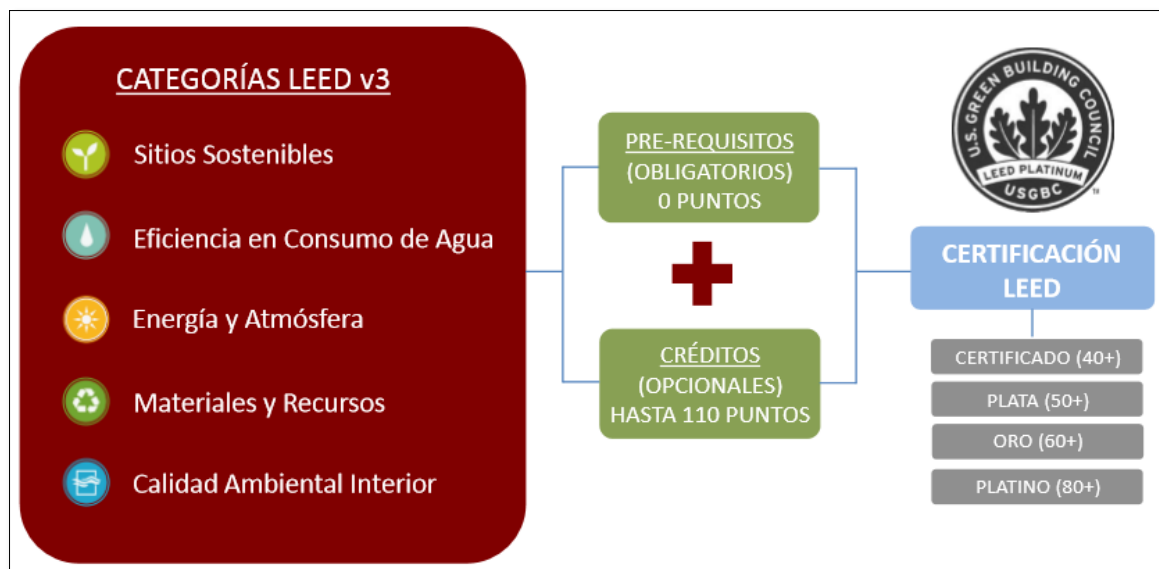 CATEGORÍAS LEED v3
Sitios Sostenibles
Eficiencia en Consumo de Agua
Energía y Atmósfera
Materiales y Recursos
Calidad Ambiental Interior
PRE-REQUISITOS
(OBLIGATORIOS)
0 PUNTOS
CRÉDITOS
(OPCIONALES)
HASTA 110 PUNTOS
U.S. GREEN BUILDING COUNCIL
LEED PLATINUM
USGBC
TM
CERTIFICACIÓN
LEED
CERTIFICADO (40+)
PLATA (50+)
ORO (60+)
PLATINO (80+)